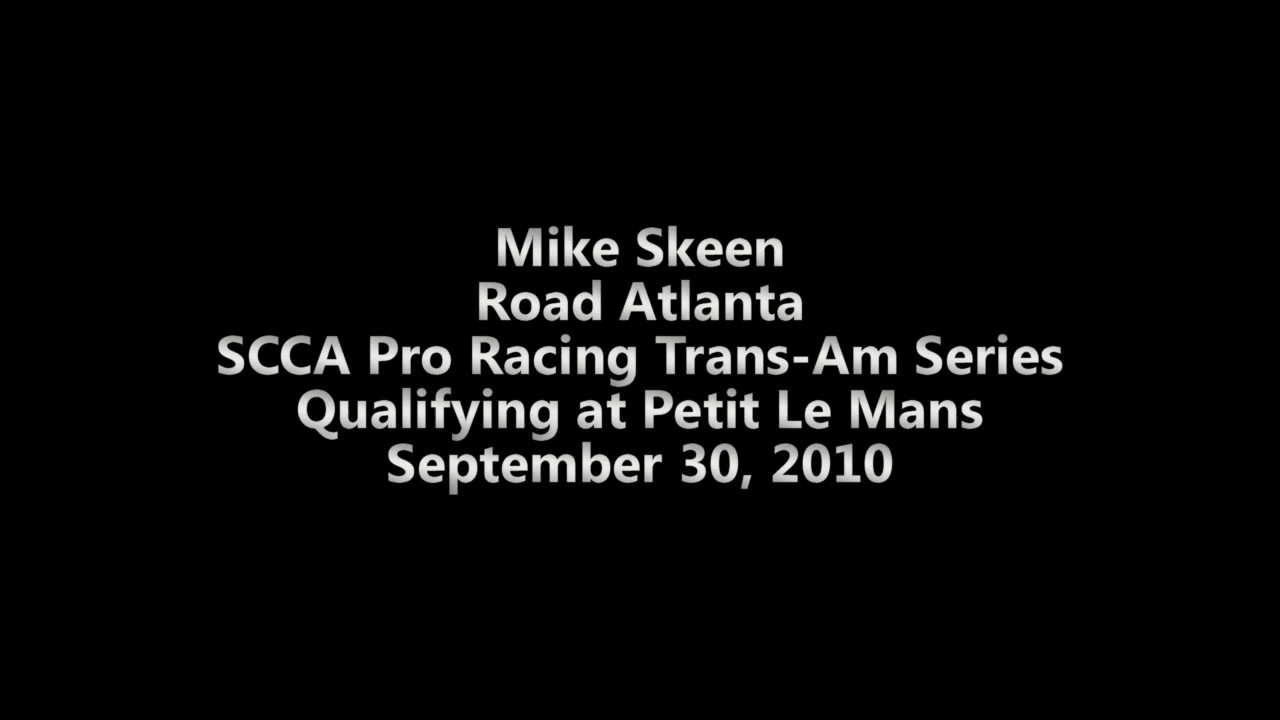 Mike Skeen
Road Atlanta
SCCA Pro Racing Trans-Am Series
Qualifying at Petit Le Mans
September 30, 2010